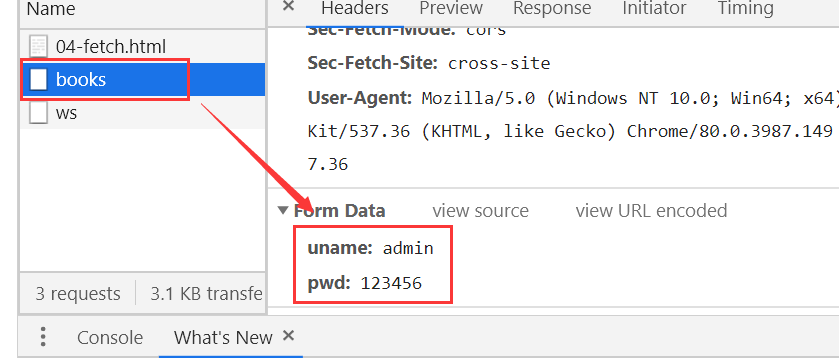 Name
Headers Preview Response Initiator Timing
04-fetch.html
books
ws
Sec-Fetch-Mode: cors
Sec-Fetch-Site: cross-site
User-Agent: Mozilla/5.0 (Windows NT 10.0; Win64; x64)
Kit/537.36 (KHTML, like Gecko) Chrome/80.0.3987.149
7.36
Form Data view source view URL encoded
uname: admin
pwd: 123456
3 requests 3.1 KB transfe
Console What's New